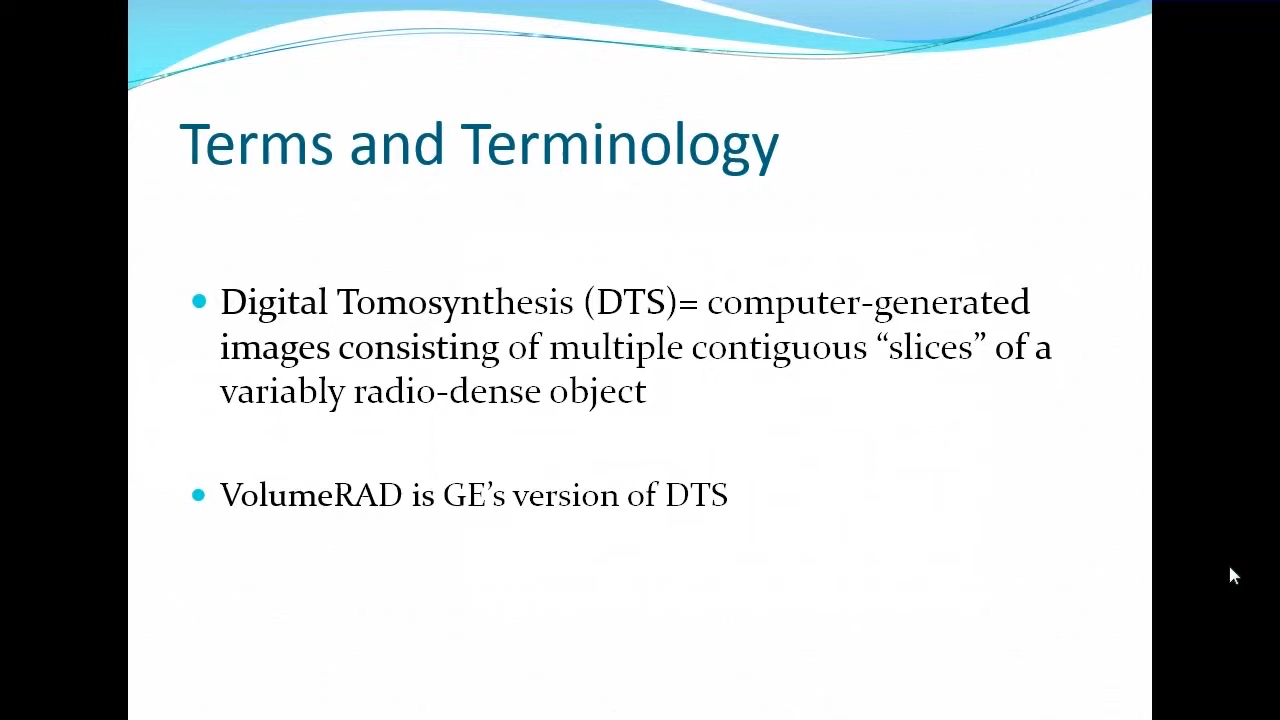 Terms and Terminology
Digital Tomosynthesis (DTS)= computer-generated
images consisting of multiple contiguous “slices” of a
variably radio-dense object
VolumeRAD is GE’s version of DTS